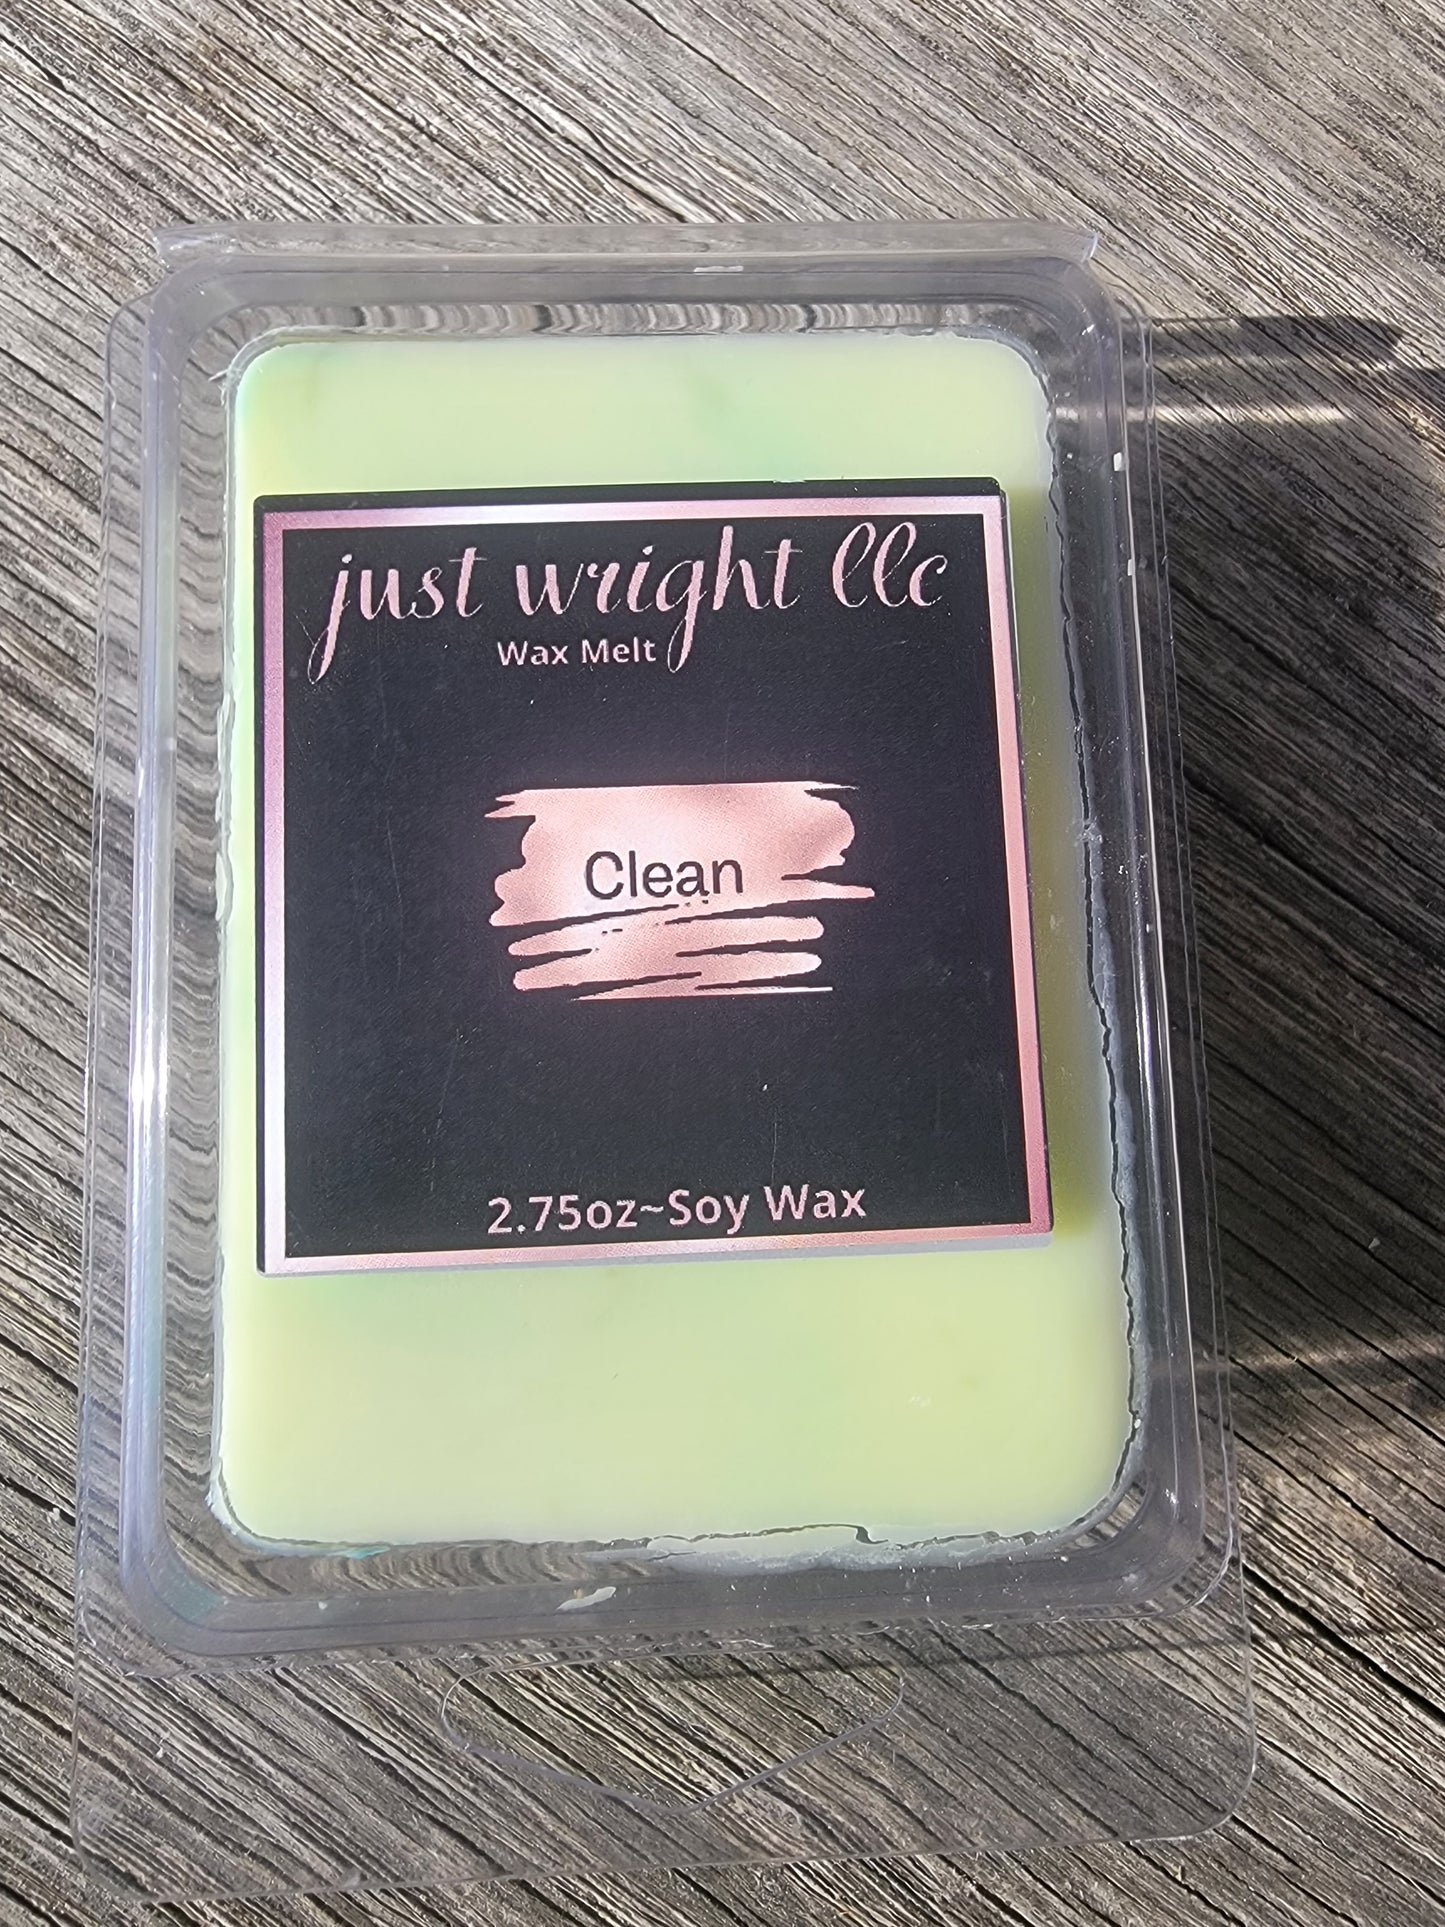 just wright llc
Wax Melt
Clean
2.75oz~Soy Wax